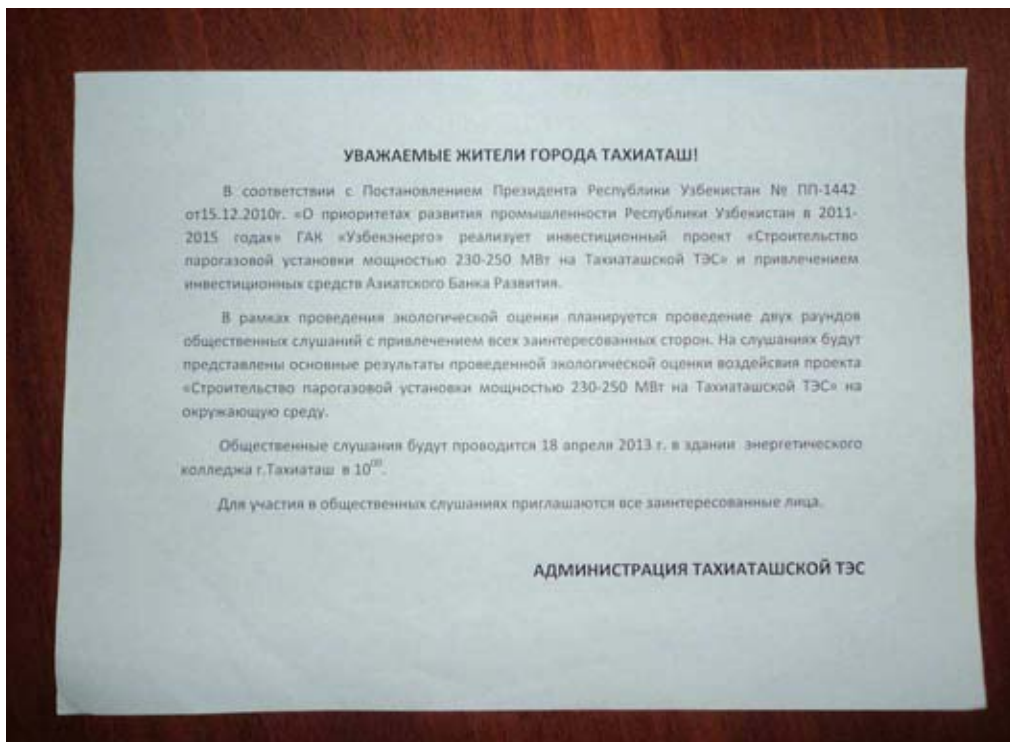 УВАЖАЕМЫЕ ЖИТЕЛИ ГОРОДА ТАХИАТАШ!
В соответствии с Постановлением Президента Республики Узбекистан № ПП-1442
от15.12.2010г. «О приоритетах развития промышленности Республики Узбекистан в 2011-
2015 годах» ГАК «Узбекэнерго» реализует инвестиционный проект «Строительство
парогазовой установки мощностью 230-250 МВт на Тахиаташской ТЭС» и привлечением
инвестиционных средств Азиатского Банка Развития.
В рамках проведения экологической оценки планируется проведение двух раундов
общественных слушаний с привлечением всех заинтересованных сторон. На слушаниях будут
представлены основные результаты проведенной экологической оценки воздействия проекта
«Строительство парогазовой установки мощностью 230-250 МВт на Тахиаташской ТЭС» на
окружающую среду.
Общественные слушания будут проводится 18 апреля 2013 г. в здании энергетического
колледжа г.Тахиаташ в 10⁰⁰.
Для участия в общественных слушаниях приглашаются все заинтересованные лица.
АДМИНИСТРАЦИЯ ТАХИАТАШСКОЙ ТЭС